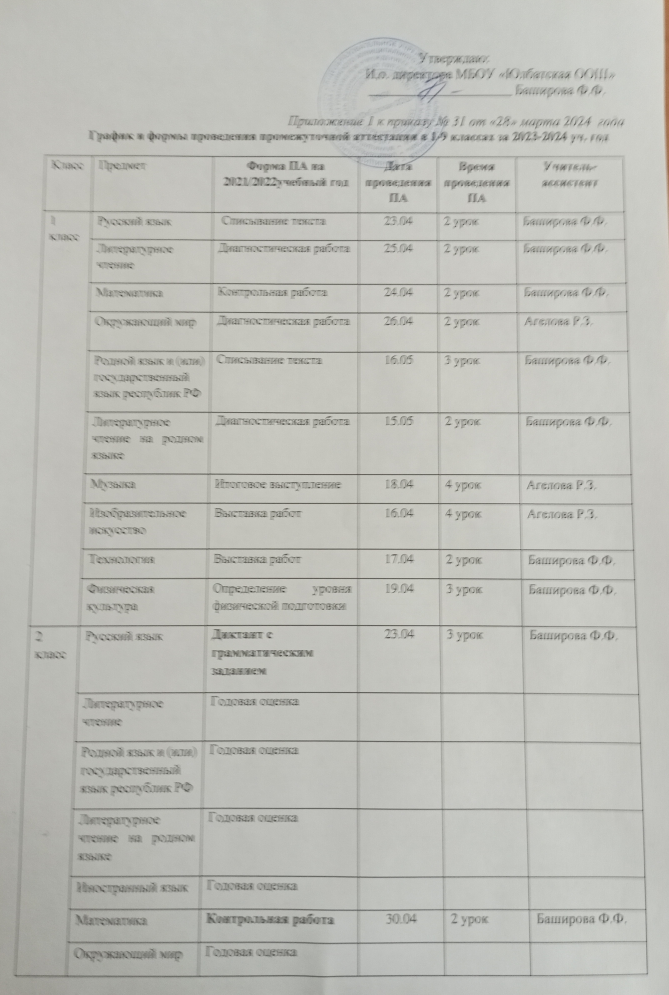 Утверждаю:
И.о. директора МБОУ «Юлбатская ООШ»
Баширова Ф.Ф.
Приложение 1 к приказу № 31 от «28» марта 2024 года
График и формы проведения промежуточной аттестации в 1-9 классах за 2023-2024 уч. год
Класс Предмет Форма ПА на 2021/2022учебный год Дата проведения ПА Время проведения ПА Учитель-ассистент
1 класс Русский язык Списывание текста 23.04 2 урок Баширова Ф.Ф.
Литературное чтение Диагностическая работа 25.04 2 урок Баширова Ф.Ф.
Математика Контрольная работа 24.04 2 урок Баширова Ф.Ф.
Окружающий мир Диагностическая работа 26.04 2 урок Агелова Р.З.
Родной язык и (или) государственный язык республик РФ Списывание текста 16.05 3 урок Баширова Ф.Ф.
Литературное чтение на родном языке Диагностическая работа 15.05 2 урок Баширова Ф.Ф.
Музыка Итоговое выступление 18.04 4 урок Агелова Р.З.
Изобразительное искусство Выставка работ 16.04 4 урок Агелова Р.З.
Технология Выставка работ 17.04 2 урок Баширова Ф.Ф.
Физическая культура Определение уровня физической подготовки 19.04 3 урок Баширова Ф.Ф.
2 класс Русский язык Диктант с грамматическим заданием 23.04 3 урок Баширова Ф.Ф.
Литературное чтение Годовая оценка
Родной язык и (или) государственный язык республик РФ Годовая оценка
Литературное чтение на родном языке Годовая оценка
Иностранный язык Годовая оценка
Математика Контрольная работа 30.04 2 урок Баширова Ф.Ф.
Окружающий мир Годовая оценка